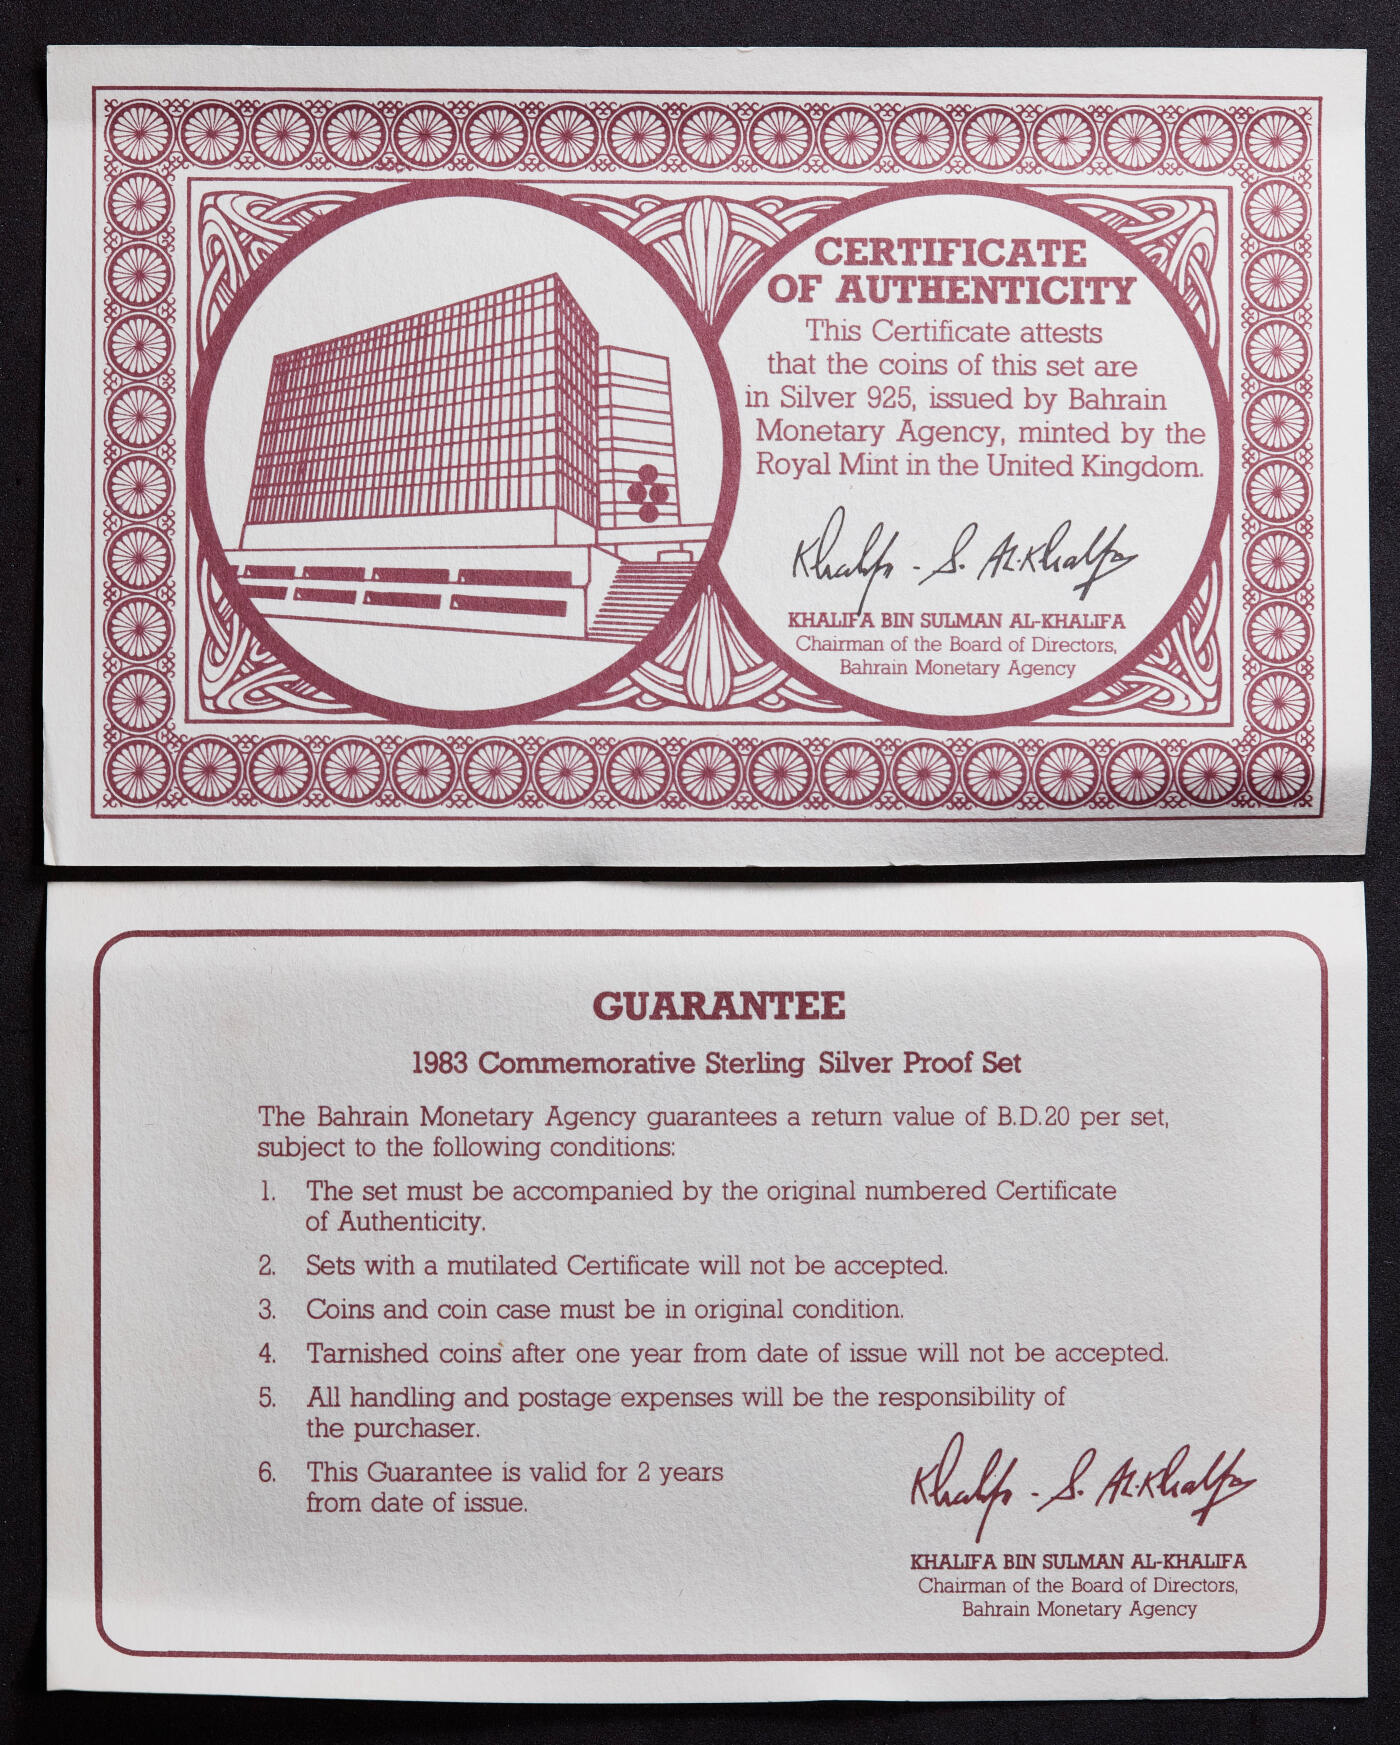 CERTIFICATE
OF AUTHENTICITY
This Certificate attests
that the coins of this set are
in Silver 925, issued by Bahrain
Monetary Agency, minted by the
Royal Mint in the United Kingdom.
Khalifa - S. AL-Khalifa
KHALIFA BIN SULMAN AL-KHALIFA
Chairman of the Board of Directors,
Bahrain Monetary Agency
GUARANTEE
1983 Commemorative Sterling Silver Proof Set
The Bahrain Monetary Agency guarantees a return value of B.D.20 per set,
subject to the following conditions:
1. The set must be accompanied by the original numbered Certificate
of Authenticity.
2. Sets with a mutilated Certificate will not be accepted.
3. Coins and coin case must be in original condition.
4. Tarnished coins after one year from date of issue will not be accepted.
5. All handling and postage expenses will be the responsibility of
the purchaser.
6. This Guarantee is valid for 2 years
from date of issue.
Khalifa - S. AL-Khalifa
KHALIFA BIN SULMAN AL-KHALIFA
Chairman of the Board of Directors,
Bahrain Monetary Agency